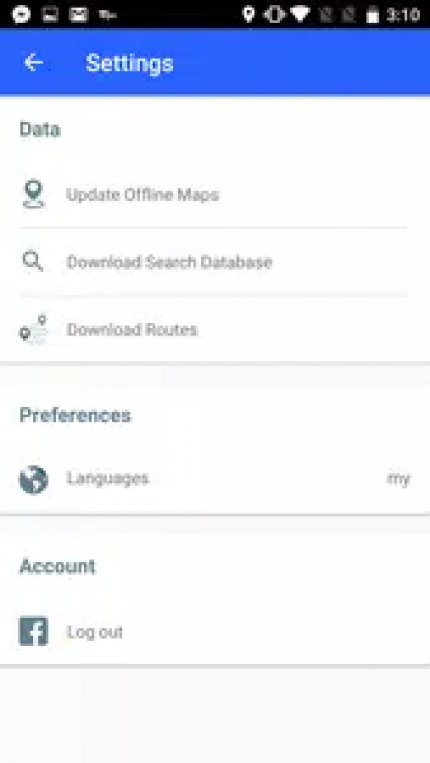 3:10
Settings
Data
Update Offline Maps
Download Search Database
Download Routes
Preferences
Languages my
Account
Log out